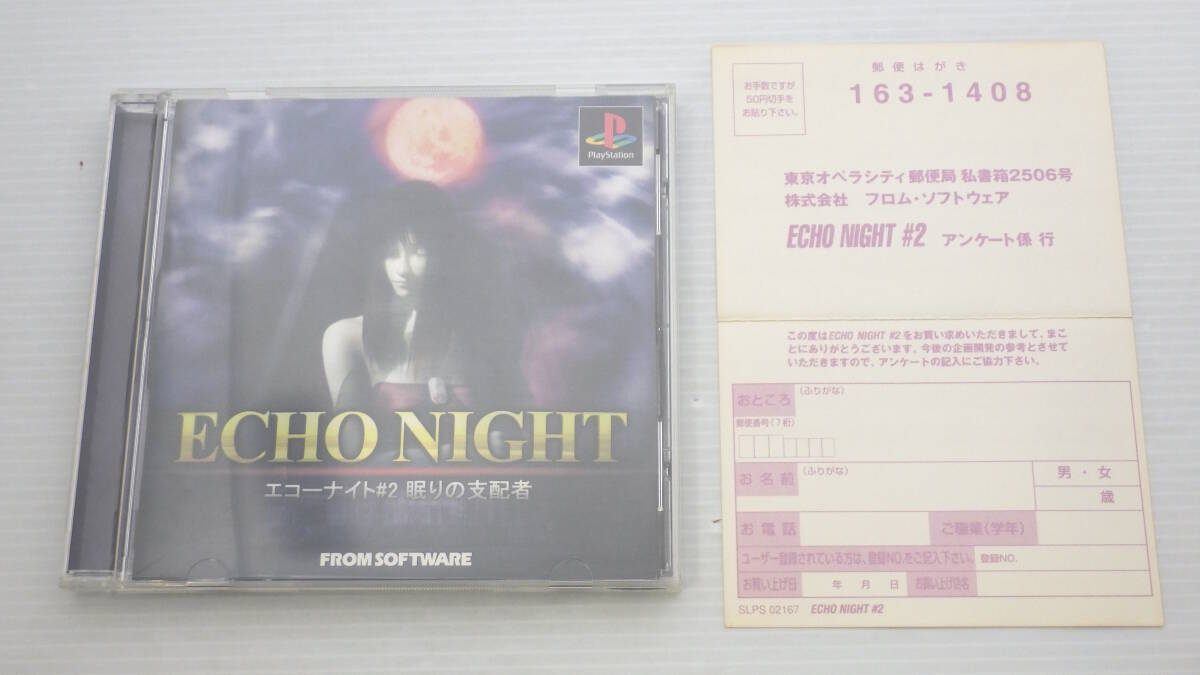 PlayStation
ECHO NIGHT
エコーナイト#2 眠りの支配者
FROM SOFTWARE
お手数ですが
50円切手を
お貼り下さい。
郵便はがき
163-1408
東京オペラシティ郵便局 私書箱2506号
株式会社 フロム・ソフトウェア
ECHO NIGHT #2 アンケート係 行
この度はECHO NIGHT #2をお買い求めいただきまして、まこ
とにありがとうございます。今後の企画開発の参考とさせて
いただきますので、アンケートの記入にご協力下さい。
おところ (ふりがな)
郵便番号(7桁)
お名前 (ふりがな) 男・女
歳
お電話 ご職業(学年)
ユーザー登録されている方は、登録NO.をご記入下さい。 登録NO.
お買い上げ日 年 月 日 お買い上げ店名
SLPS 02167 ECHO NIGHT #2